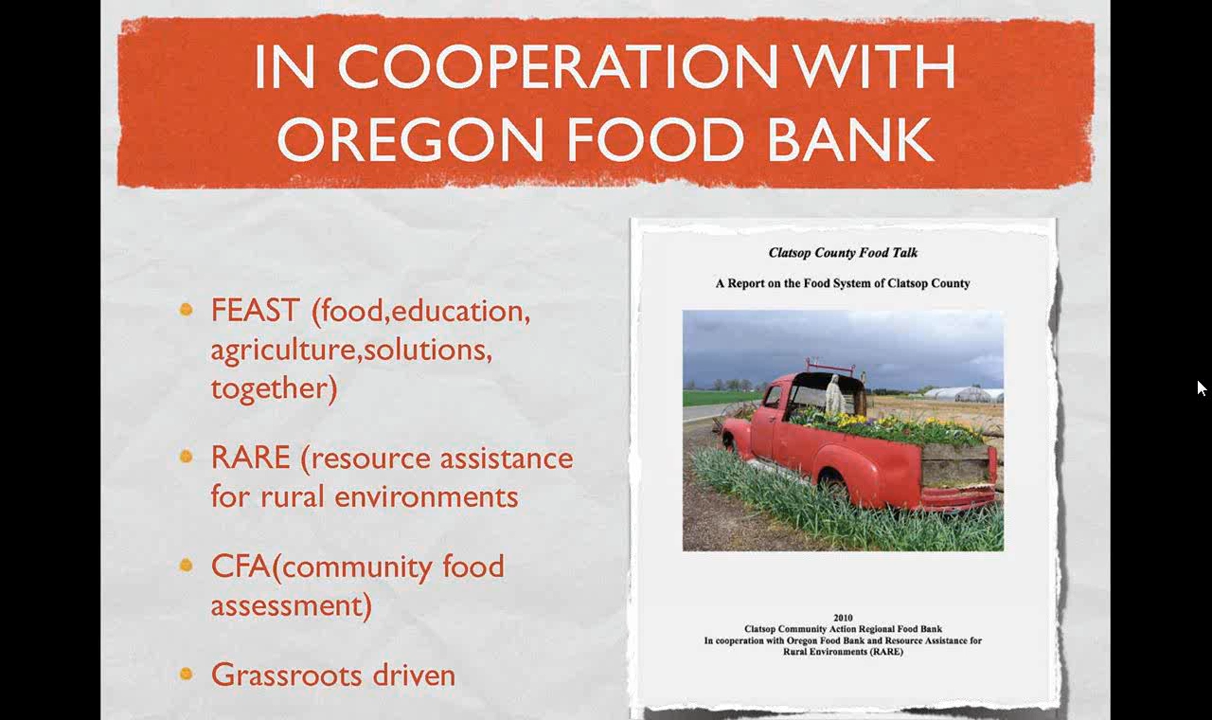 IN COOPERATION WITH
OREGON FOOD BANK
FEAST (food,education,
agriculture,solutions,
together)
RARE (resource assistance
for rural environments
CFA(community food
assessment)
Grassroots driven
Clatsop County Food Talk
A Report on the Food System of Clatsop County
2010
Clatsop Community Action Regional Food Bank
In cooperation with Oregon Food Bank and Resource Assistance for
Rural Environments (RARE)